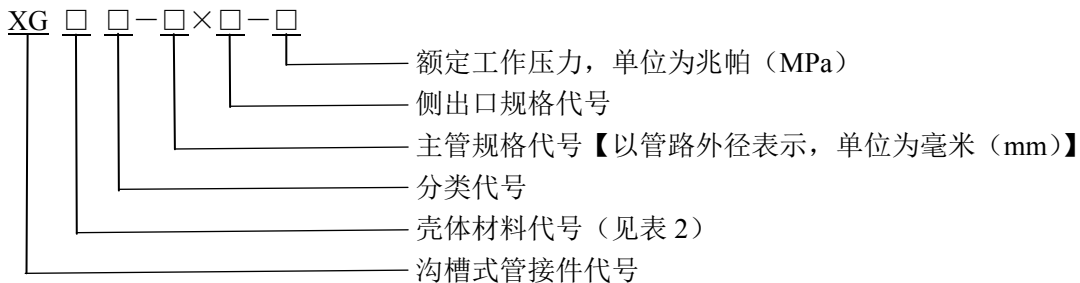 XG □ □－□×□－□
额定工作压力，单位为兆帕（MPa）
侧出口规格代号
主管规格代号【以管路外径表示，单位为毫米（mm）】
分类代号
壳体材料代号（见表 2）
沟槽式管接件代号